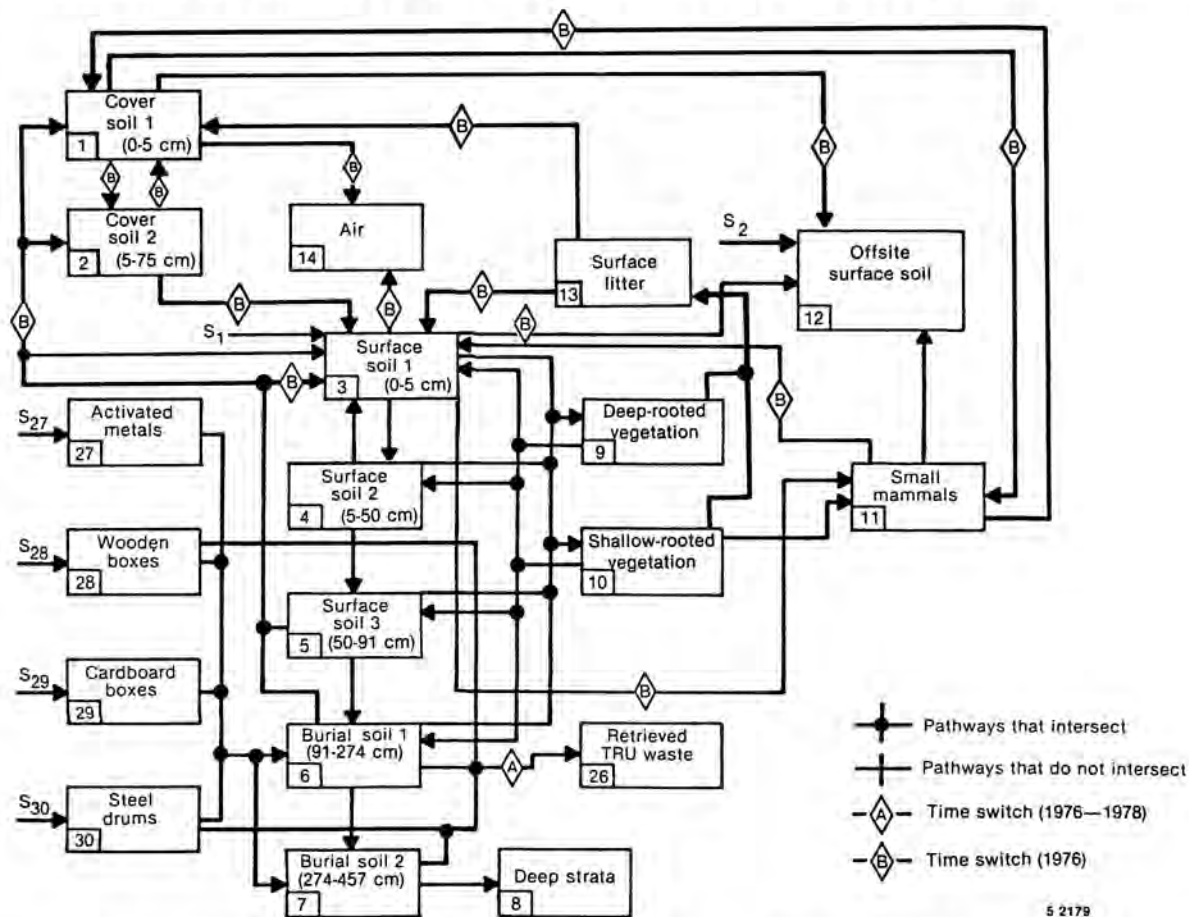 B
Cover
soil 1
(0-5 cm)
1
B
B
B
B
B
B
Cover
soil 2
(5-75 cm)
2
Air
14
S2
Offsite
surface soil
12
Surface
litter
13
B
B
B
B
S1
B
Surface
soil 1
(0-5 cm)
3
B
S27
Activated
metals
27
Deep-rooted
vegetation
9
B
Surface
soil 2
(5-50 cm)
4
Small
mammals
11
S28
Wooden
boxes
28
Shallow-rooted
vegetation
10
Surface
soil 3
(50-91 cm)
5
S29
Cardboard
boxes
29
B
Burial soil 1
(91-274 cm)
6
A
Retrieved
TRU waste
26
S30
Steel
drums
30
Burial soil 2
(274-457 cm)
7
Deep strata
8
Pathways that intersect
Pathways that do not intersect
A Time switch (1976—1978)
B Time switch (1976)
5 2179